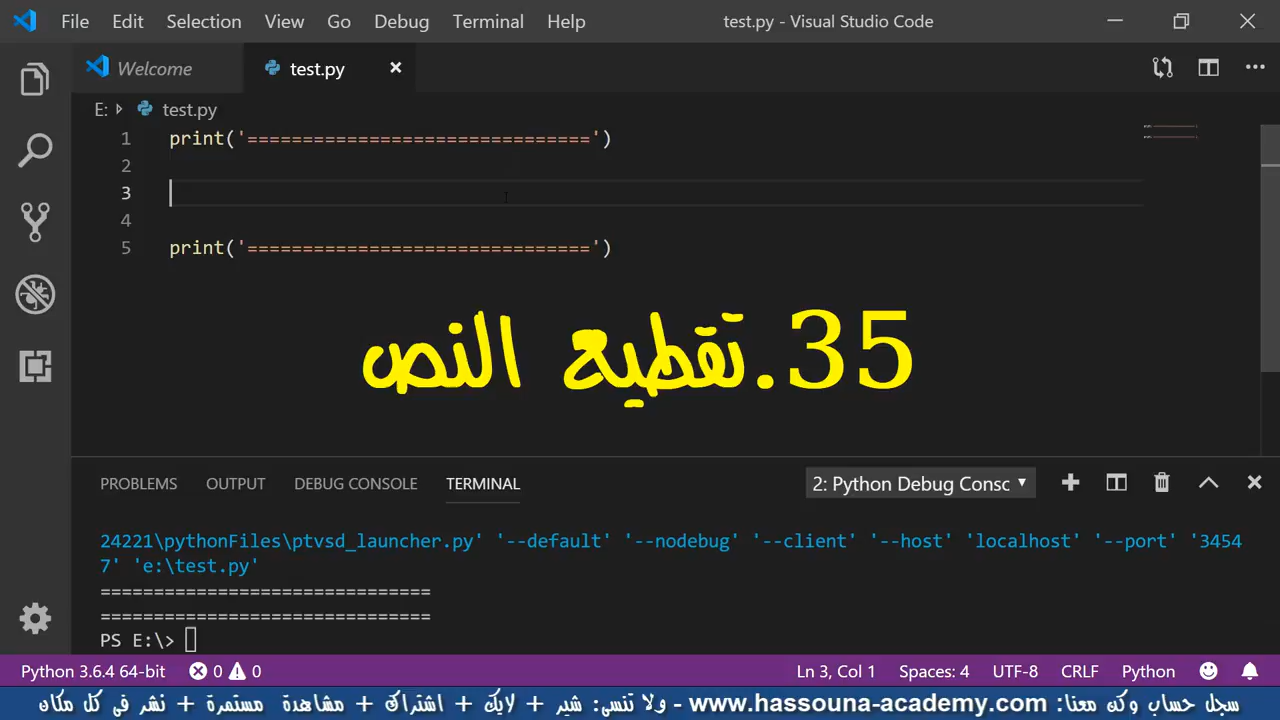 File Edit Selection View Go Debug Terminal Help
test.py - Visual Studio Code
Welcome
test.py
E: test.py
1 print('==============================')
2
3
4
5 print('==============================')
35.تقطيع النص
PROBLEMS OUTPUT DEBUG CONSOLE TERMINAL
2: Python Debug Consc
24221\pythonFiles\ptvsd_launcher.py' '--default' '--nodebug' '--client' '--host' 'localhost' '--port' '3454
7' 'e:\test.py'
==============================
==============================
PS E:\>
Python 3.6.4 64-bit 0 0 Ln 3, Col 1 Spaces: 4 UTF-8 CRLF Python
سجل حساب وكن معنا: www.hassouna-academy.com - ولا تنسى: شير + لايك + اشتراك + مشاهدة مستمرة + نشر في كل مكان